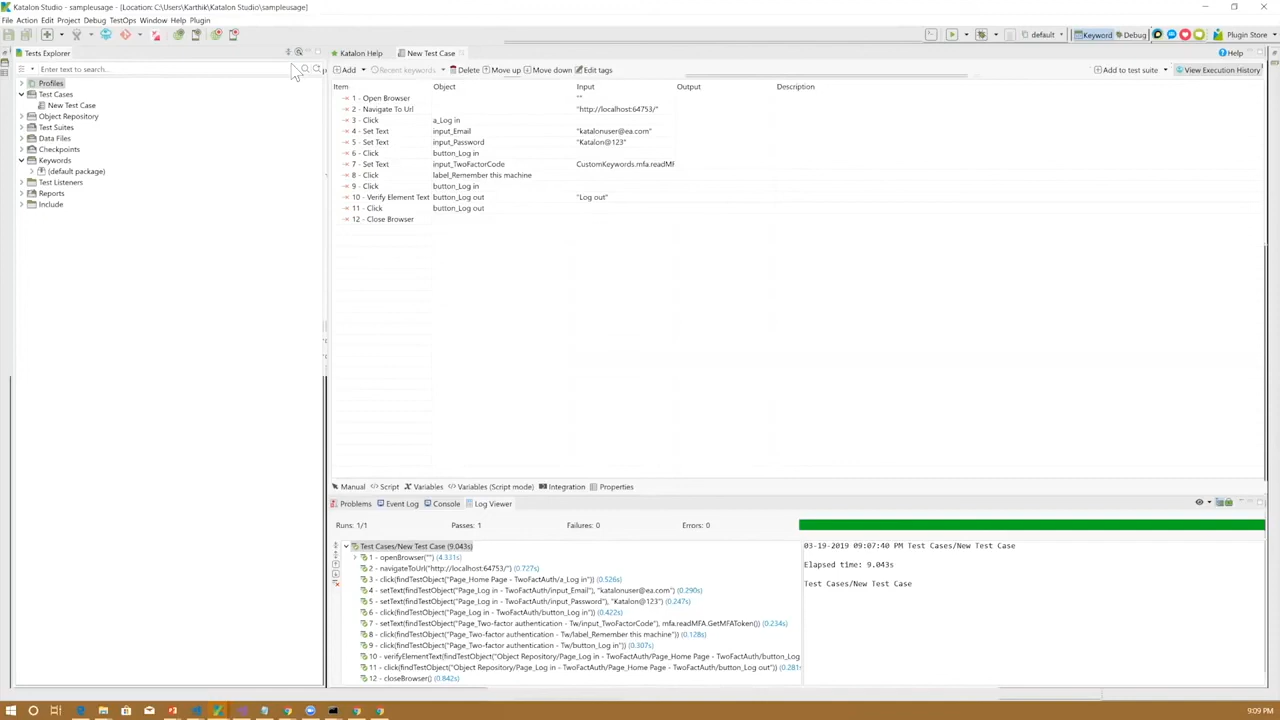 Katalon Studio - sampleusage - [Location: C:\Users\Karthik\Katalon Studio\sampleusage]
File Action Edit Project Debug TestOps Window Help Plugin
default Keyword Debug Plugin Store
Tests Explorer
Katalon Help New Test Case
Help
Enter text to search...
Add Recent keywords Delete Move up Move down Edit tags
Add to test suite View Execution History
Profiles
Test Cases
New Test Case
Object Repository
Test Suites
Data Files
Checkpoints
Keywords
(default package)
Test Listeners
Reports
Include
Item Object Input Output Description
1 - Open Browser ""
2 - Navigate To Url "http://localhost:64753/"
3 - Click a_Log in
4 - Set Text input_Email "katalonuser@ea.com"
5 - Set Text input_Password "Katalon@123"
6 - Click button_Log in
7 - Set Text input_TwoFactorCode CustomKeywords.mfa.readMF
8 - Click label_Remember this machine
9 - Click button_Log in
10 - Verify Element Text button_Log out "Log out"
11 - Click button_Log out
12 - Close Browser
Manual Script Variables Variables (Script mode) Integration Properties
Problems Event Log Console Log Viewer
Runs: 1/1 Passes: 1 Failures: 0 Errors: 0
Test Cases/New Test Case (9.043s)
1 - openBrowser("") (4.331s)
2 - navigateToUrl("http://localhost:64753/") (0.727s)
3 - click(findTestObject("Page_Home Page - TwoFactAuth/a_Log in")) (0.526s)
4 - setText(findTestObject("Page_Log in - TwoFactAuth/input_Email"), "katalonuser@ea.com") (0.290s)
5 - setText(findTestObject("Page_Log in - TwoFactAuth/input_Password"), "Katalon@123") (0.247s)
6 - click(findTestObject("Page_Log in - TwoFactAuth/button_Log in")) (0.422s)
7 - setText(findTestObject("Page_Two-factor authentication - Tw/input_TwoFactorCode"), mfa.readMFA.GetMFAToken()) (0.234s)
8 - click(findTestObject("Page_Two-factor authentication - Tw/label_Remember this machine")) (0.128s)
9 - click(findTestObject("Page_Two-factor authentication - Tw/button_Log in")) (0.307s)
10 - verifyElementText(findTestObject("Object Repository/Page_Log in - TwoFactAuth/Page_Home Page - TwoFactAuth/button_Log
11 - click(findTestObject("Object Repository/Page_Log in - TwoFactAuth/Page_Home Page - TwoFactAuth/button_Log out")) (0.281s
12 - closeBrowser() (0.842s)
03-19-2019 09:07:40 PM Test Cases/New Test Case
Elapsed time: 9.043s
Test Cases/New Test Case
9:09 PM